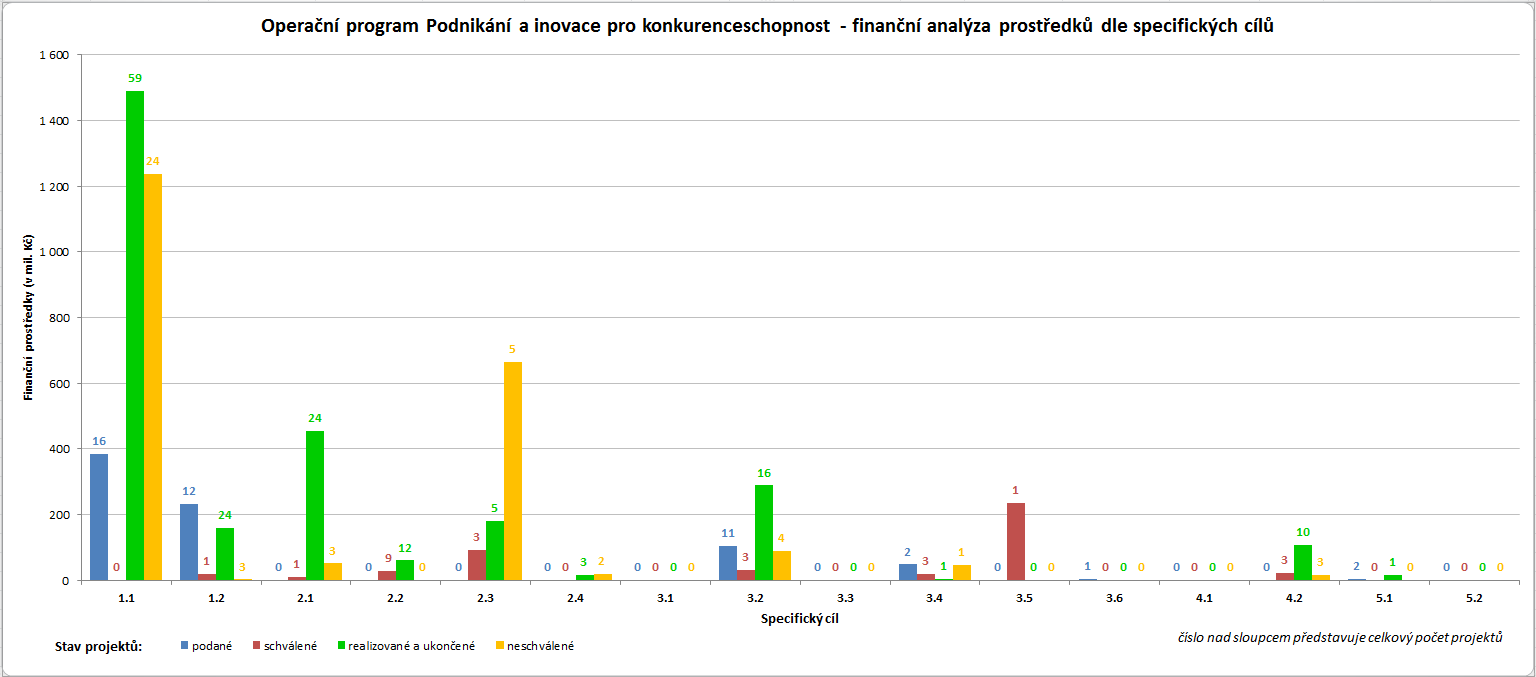 Operační program Podnikání a inovace pro konkurenceschopnost - finanční analýza prostředků dle specifických cílů
Finanční prostředky (v mil. Kč)
1 600
1 400
1 200
1 000
800
600
400
200
0
16 0 59 24
12 1 24 3
0 1 24 3
0 9 12 0
0 3 5 5
0 0 3 2
0 0 0 0
11 3 16 4
0 0 0 0
2 3 1 1
0 1 0 0
1 0 0 0
0 0 0 0
0 3 10 3
2 0 1 0
0 0 0 0
1.1 1.2 2.1 2.2 2.3 2.4 3.1 3.2 3.3 3.4 3.5 3.6 4.1 4.2 5.1 5.2
Specifický cíl
číslo nad sloupcem představuje celkový počet projektů
Stav projektů: podané schválené realizované a ukončené neschválené